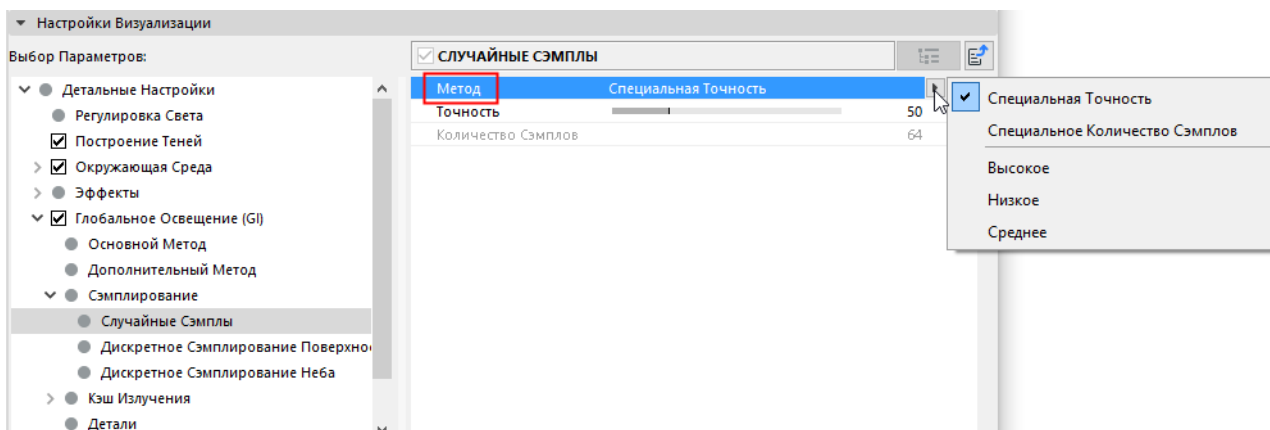 Настройки Визуализации
Выбор Параметров:
СЛУЧАЙНЫЕ СЭМПЛЫ
Детальные Настройки
Регулировка Света
Построение Теней
Окружающая Среда
Эффекты
Глобальное Освещение (GI)
Основной Метод
Дополнительный Метод
Сэмплирование
Случайные Сэмплы
Дискретное Сэмплирование Поверхно
Дискретное Сэмплирование Неба
Кэш Излучения
Детали
Метод Специальная Точность
Точность 50
Количество Сэмплов 64
Специальная Точность
Специальное Количество Сэмплов
Высокое
Низкое
Среднее